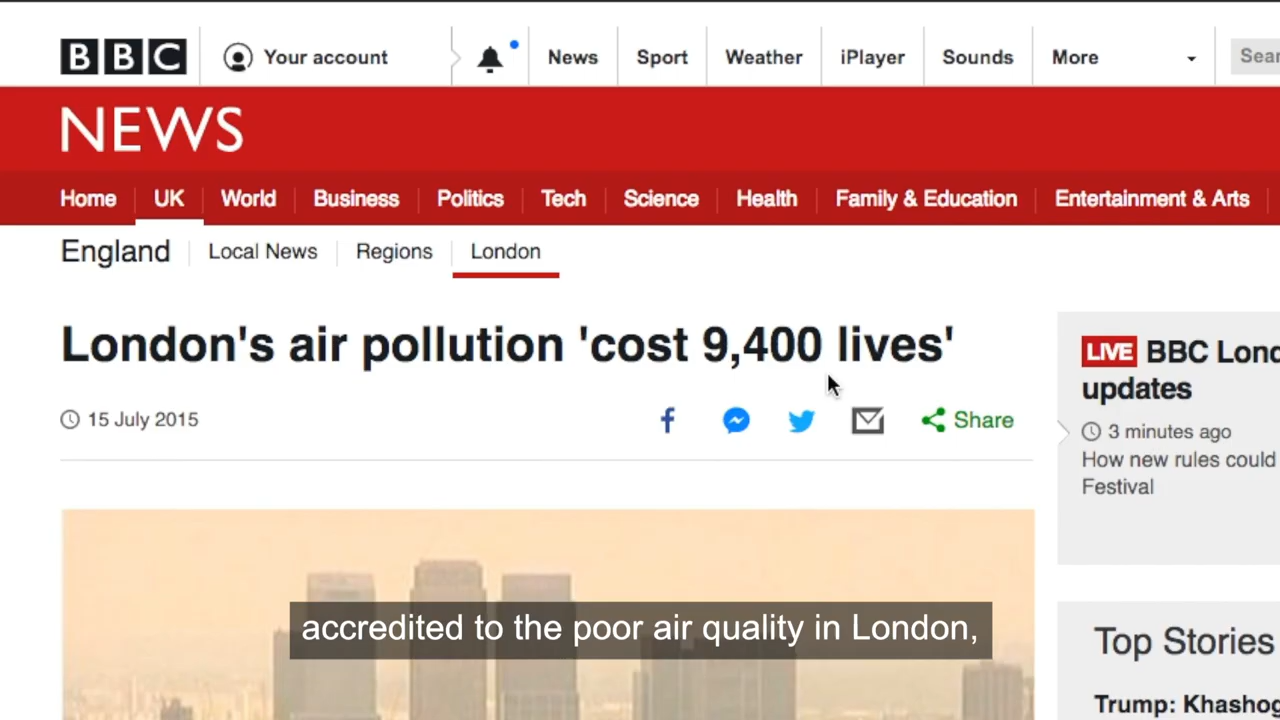 BBC
Your account
News
Sport
Weather
iPlayer
Sounds
More
NEWS
Home
UK
World
Business
Politics
Tech
Science
Health
Family & Education
Entertainment & Arts
England
Local News
Regions
London
London's air pollution 'cost 9,400 lives'
15 July 2015
Share
LIVE BBC
updates
3 minutes ago
How new rules could
Festival
accredited to the poor air quality in London,
Top Stories
Trump: